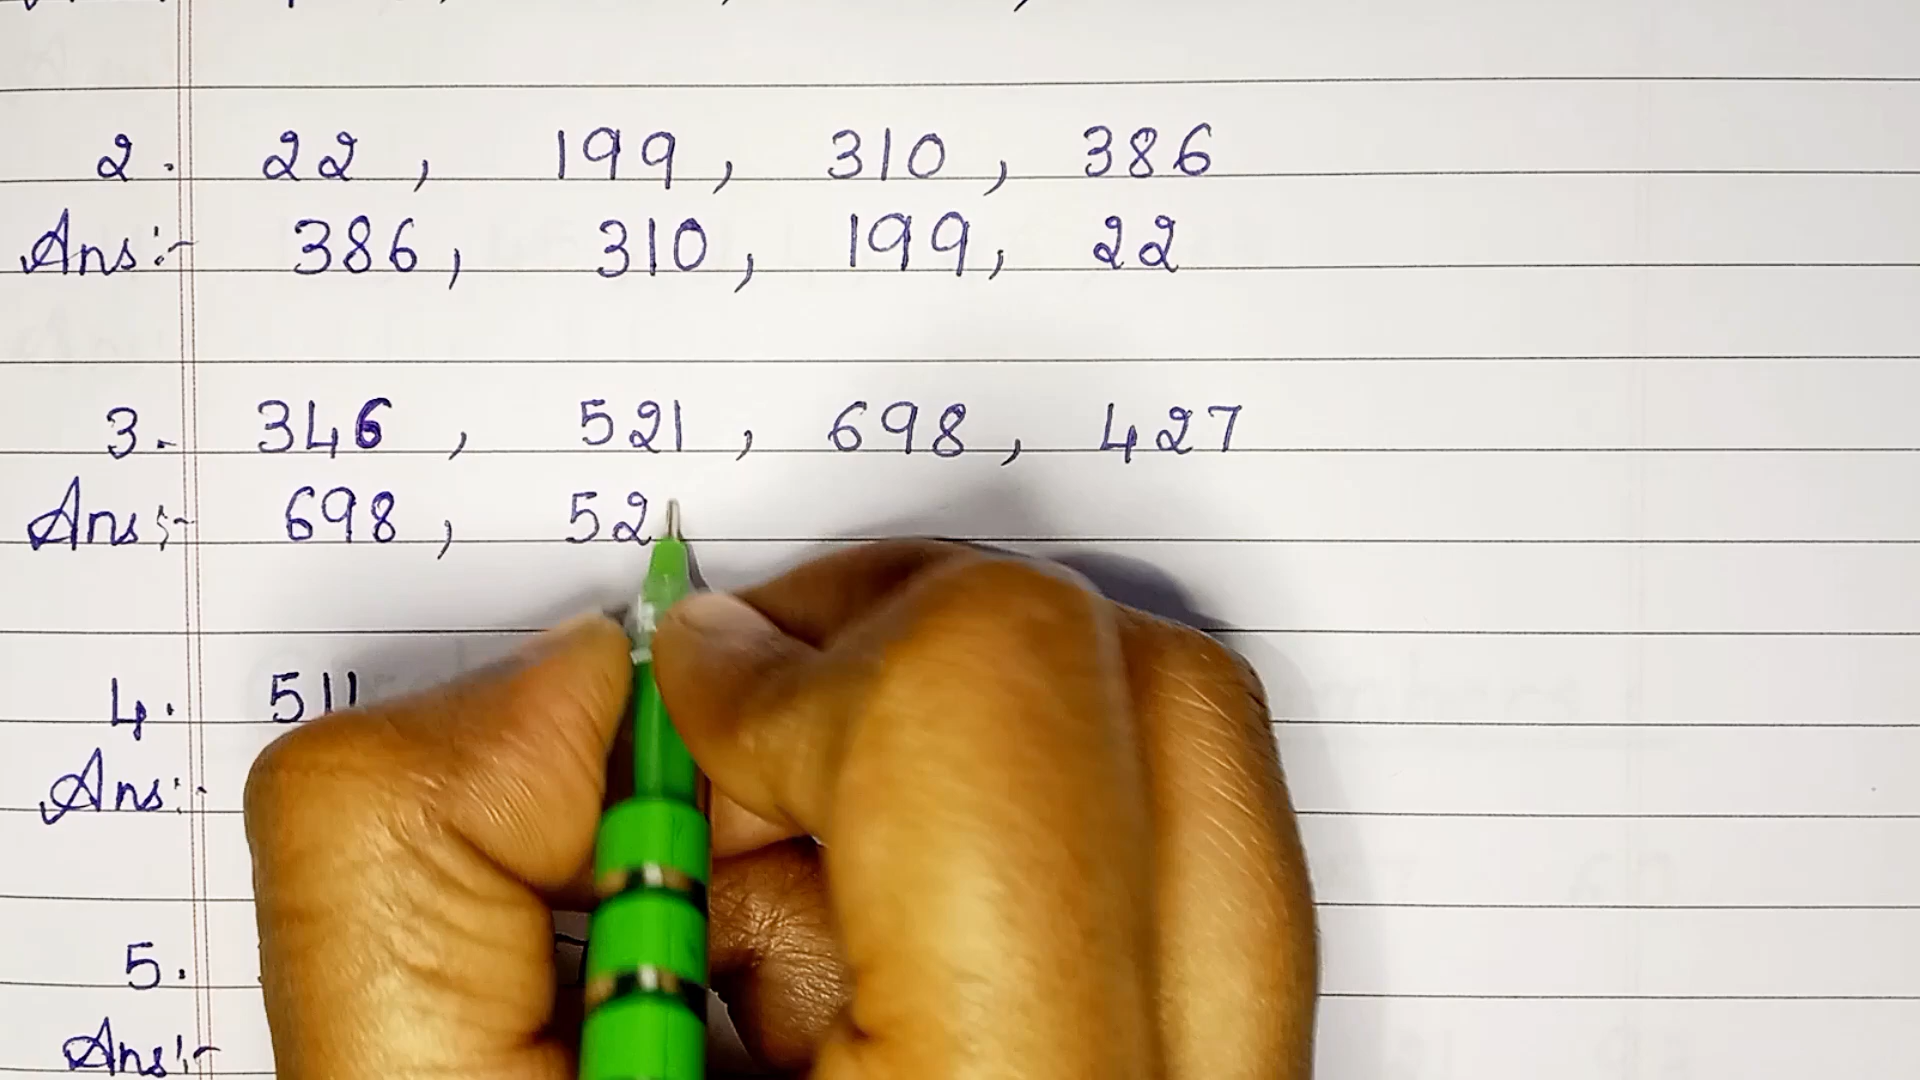 2. 22, 199, 310, 386
Ans:- 386, 310, 199, 22
3. 346, 521, 698, 427
Ans:- 698, 52
4. 511
Ans:-
5.
Ans:-